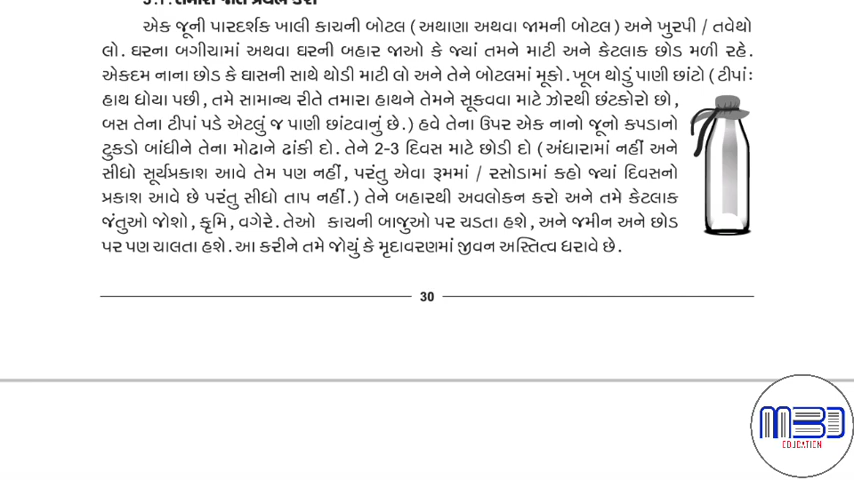 એક જૂની પારદર્શક ખાલી કાચની બોટલ ( અથાણા અથવા જામની બોટલ ) અને ખુરપી / તવેથો
લો. ઘરના બગીચામાં અથવા ઘરની બહાર જાઓ કે જ્યાં તમને માટી અને કેટલાક છોડ મળી રહે.
એકદમ નાના છોડ કે ઘાસની સાથે થોડી માટી લો અને તેને બોટલમાં મૂકો. ખૂબ થોડું પાણી છાંટો ( ટીપાં:
હાથ ધોયા પછી, તમે સામાન્ય રીતે તમારા હાથને તેમને સૂકવવા માટે ઝોરથી છંટકોરો છો,
બસ તેના ટીપાં પડે એટલું જ પાણી છાંટવાનું છે. ) હવે તેના ઉપર એક નાનો જૂનો કપડાનો
ટુકડો બાંધીને તેના મોઢાને ઢાંકી દો. તેને 2-3 દિવસ માટે છોડી દો ( અંધારામાં નહીં અને
સીધો સૂર્યપ્રકાશ આવે તેમ પણ નહીં, પરંતુ એવા રૂમમાં / રસોડામાં કહો જ્યાં દિવસનો
પ્રકાશ આવે છે પરંતુ સીધો તાપ નહીં. ) તેને બહારથી અવલોકન કરો અને તમે કેટલાક
જંતુઓ જોશો, કૃમિ, વગેરે. તેઓ કાચની બાજુઓ પર ચડતા હશે, અને જમીન અને છોડ
પર પણ ચાલતા હશે. આ કરીને તમે જોયું કે મૃદાવરણમાં જીવન અસ્તિત્વ ધરાવે છે.
30
MBD
EDUCATION